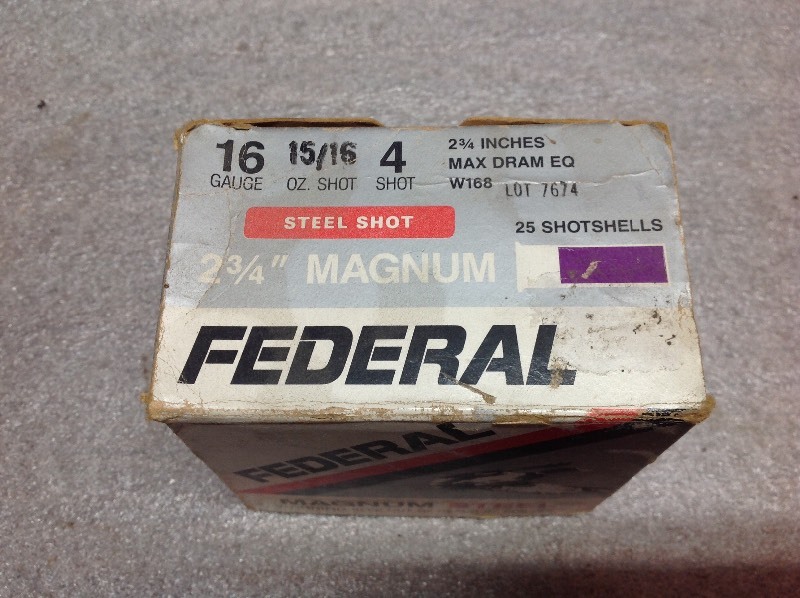 16 15/16 4 2¾ INCHES
GAUGE OZ. SHOT SHOT MAX DRAM EQ
W168 LOT 7674
STEEL SHOT
25 SHOTSHELLS
2¾" MAGNUM
FEDERAL
FEDERAL
MAGNUM